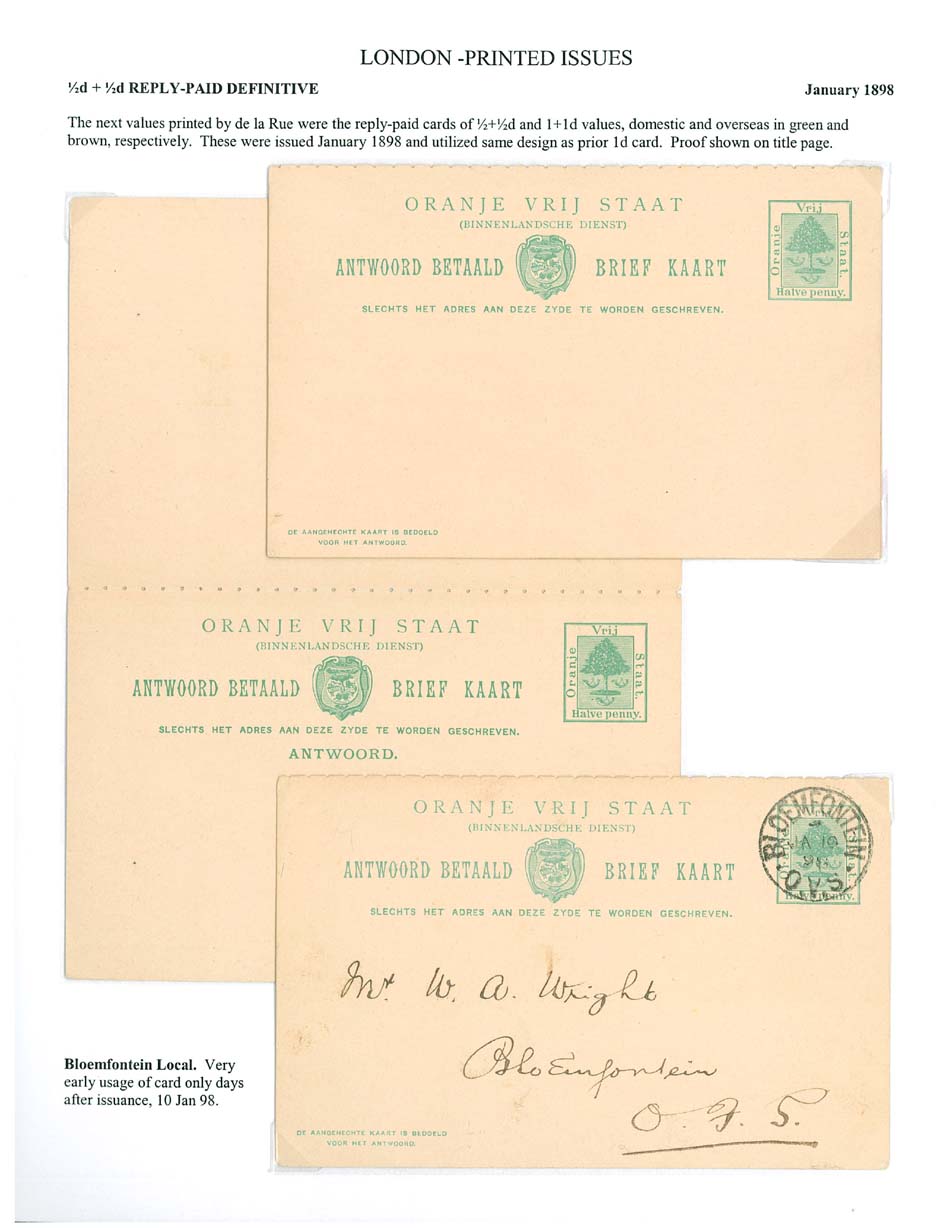 LONDON -PRINTED ISSUES
½d + ½d REPLY-PAID DEFINITIVE January 1898
The next values printed by de la Rue were the reply-paid cards of ½+½d and 1+1d values, domestic and overseas in green and
brown, respectively. These were issued January 1898 and utilized same design as prior 1d card. Proof shown on title page.
ORANJE VRIJ STAAT
(BINNENLANDSCHE DIENST)
ANTWOORD BETAALD BRIEF KAART
SLECHTS HET ADRES AAN DEZE ZYDE TE WORDEN GESCHREVEN.
Vrij
Oranje
Staat.
Halve penny.
DE AANGEHECHTE KAART IS BEDOELD
VOOR HET ANTWOORD.
ORANJE VRIJ STAAT
(BINNENLANDSCHE DIENST)
ANTWOORD BETAALD BRIEF KAART
SLECHTS HET ADRES AAN DEZE ZYDE TE WORDEN GESCHREVEN.
ANTWOORD.
Vrij
Oranje
Staat.
Halve penny.
ORANJE VRIJ STAAT
(BINNENLANDSCHE DIENST)
ANTWOORD BETAALD BRIEF KAART
SLECHTS HET ADRES AAN DEZE ZYDE TE WORDEN GESCHREVEN.
BLOEMFONTEIN
JA 10
98
Halve penny.
Mr W. A. Wright
Bloemfontein
O. F. S.
DE AANGEHECHTE KAART IS BEDOELD
VOOR HET ANTWOORD.
Bloemfontein Local. Very
early usage of card only days
after issuance, 10 Jan 98.